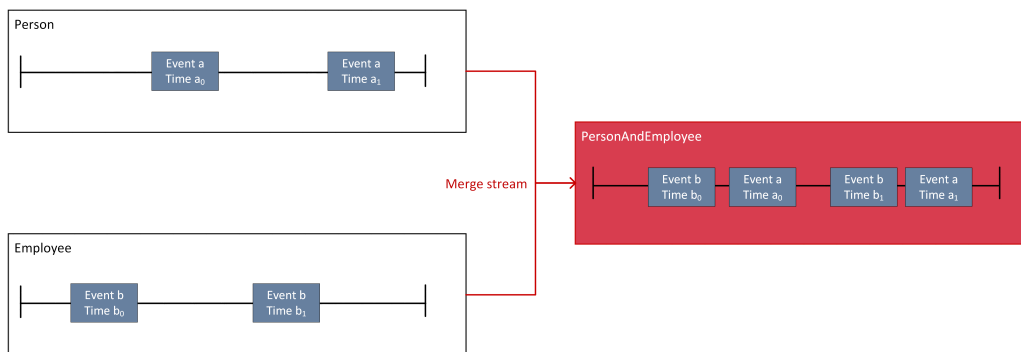 Person
Event a
Time a₀
Event a
Time a₁
Merge stream
PersonAndEmployee
Event b
Time b₀
Event a
Time a₀
Event b
Time b₁
Event a
Time a₁
Employee
Event b
Time b₀
Event b
Time b₁